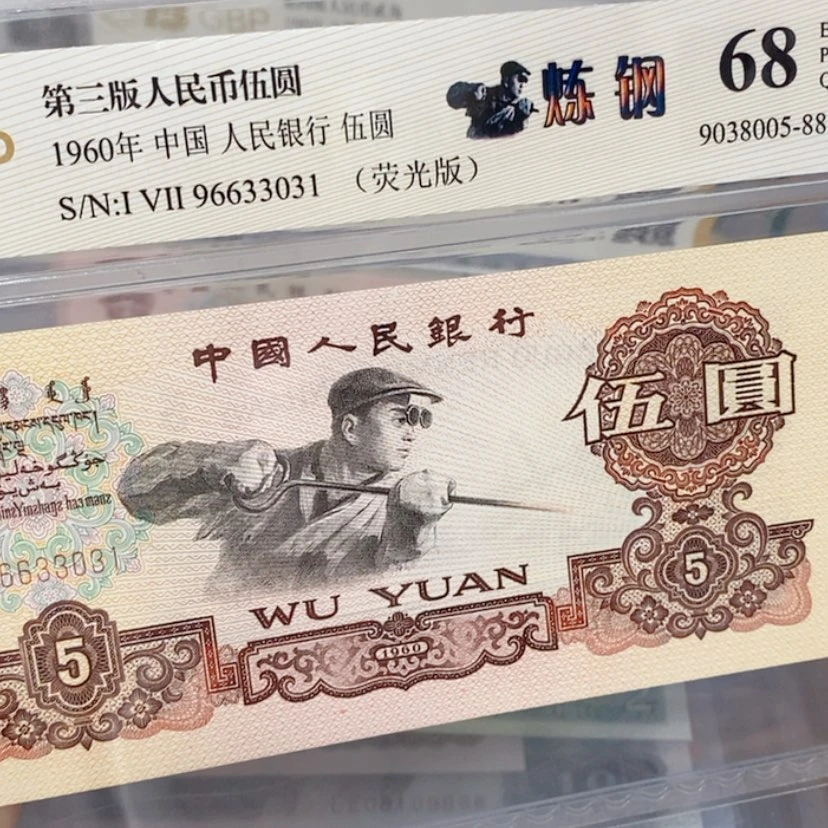 第三版人民币伍圆
1960年 中国 人民银行 伍圆
S/N:I VII 96633031 （荧光版）
炼钢
68
9038005-88
中國人民銀行
伍圓
6633031
WU YUAN
1960
5
5